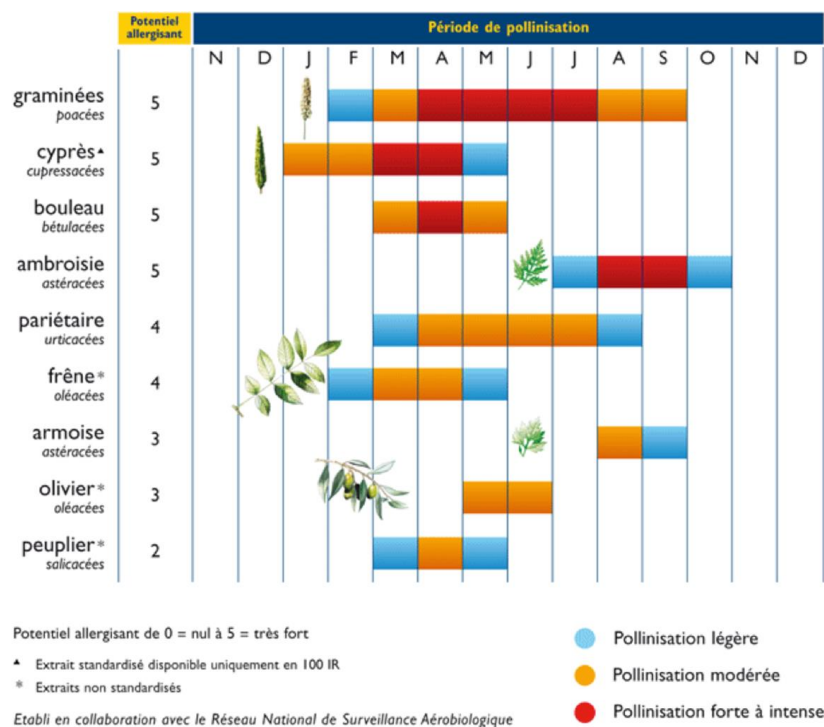 Potentiel
allergisant
Période de pollinisation
N D J F M A M J J A S O N D
graminées
poacées
5
cyprès▲
cupressacées
5
bouleau
bétulacées
5
ambroisie
astéracées
5
pariétaire
urticacées
4
frêne*
oléacées
4
armoise
astéracées
3
olivier*
oléacées
3
peuplier*
salicacées
2
Potentiel allergisant de 0 = nul à 5 = très fort
▲ Extrait standardisé disponible uniquement en 100 IR
* Extraits non standardisés
Etabli en collaboration avec le Réseau National de Surveillance Aérobiologique
Pollinisation légère
Pollinisation modérée
Pollinisation forte à intense